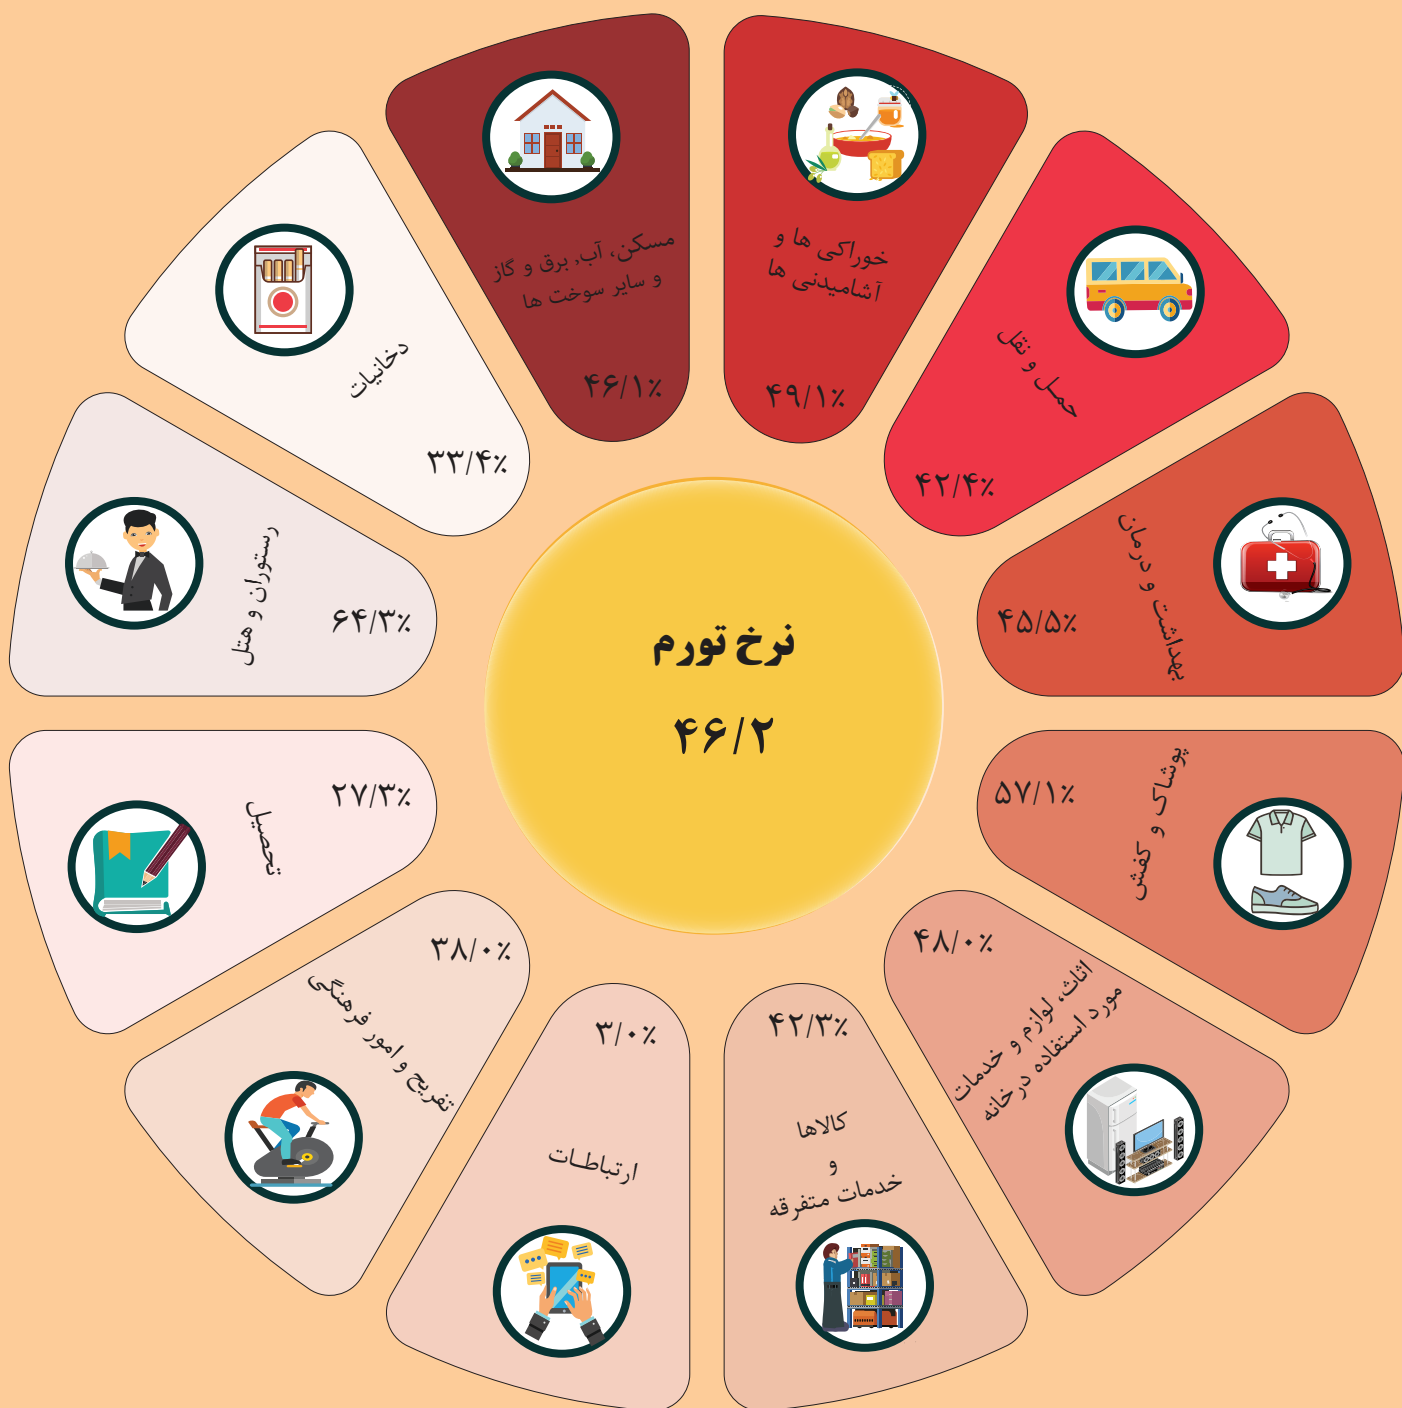 نرخ تورم
۴۶/۲
خوراکی ها و
آشامیدنی ها
۴۹/۱٪
حمل و نقل
۴۲/۴٪
بهداشت و درمان
۴۵/۵٪
پوشاک و کفش
۵۷/۱٪
اثاث، لوازم و خدمات
مورد استفاده در خانه
۴۸/۰٪
کالاها
و
خدمات متفرقه
۴۲/۳٪
ارتباطات
۳/۰٪
تفریح و امور فرهنگی
۳۸/۰٪
تحصیل
۲۷/۳٪
رستوران و هتل
۶۴/۳٪
دخانیات
۳۳/۴٪
مسکن، آب, برق و گاز
و سایر سوخت ها
۴۶/۱٪